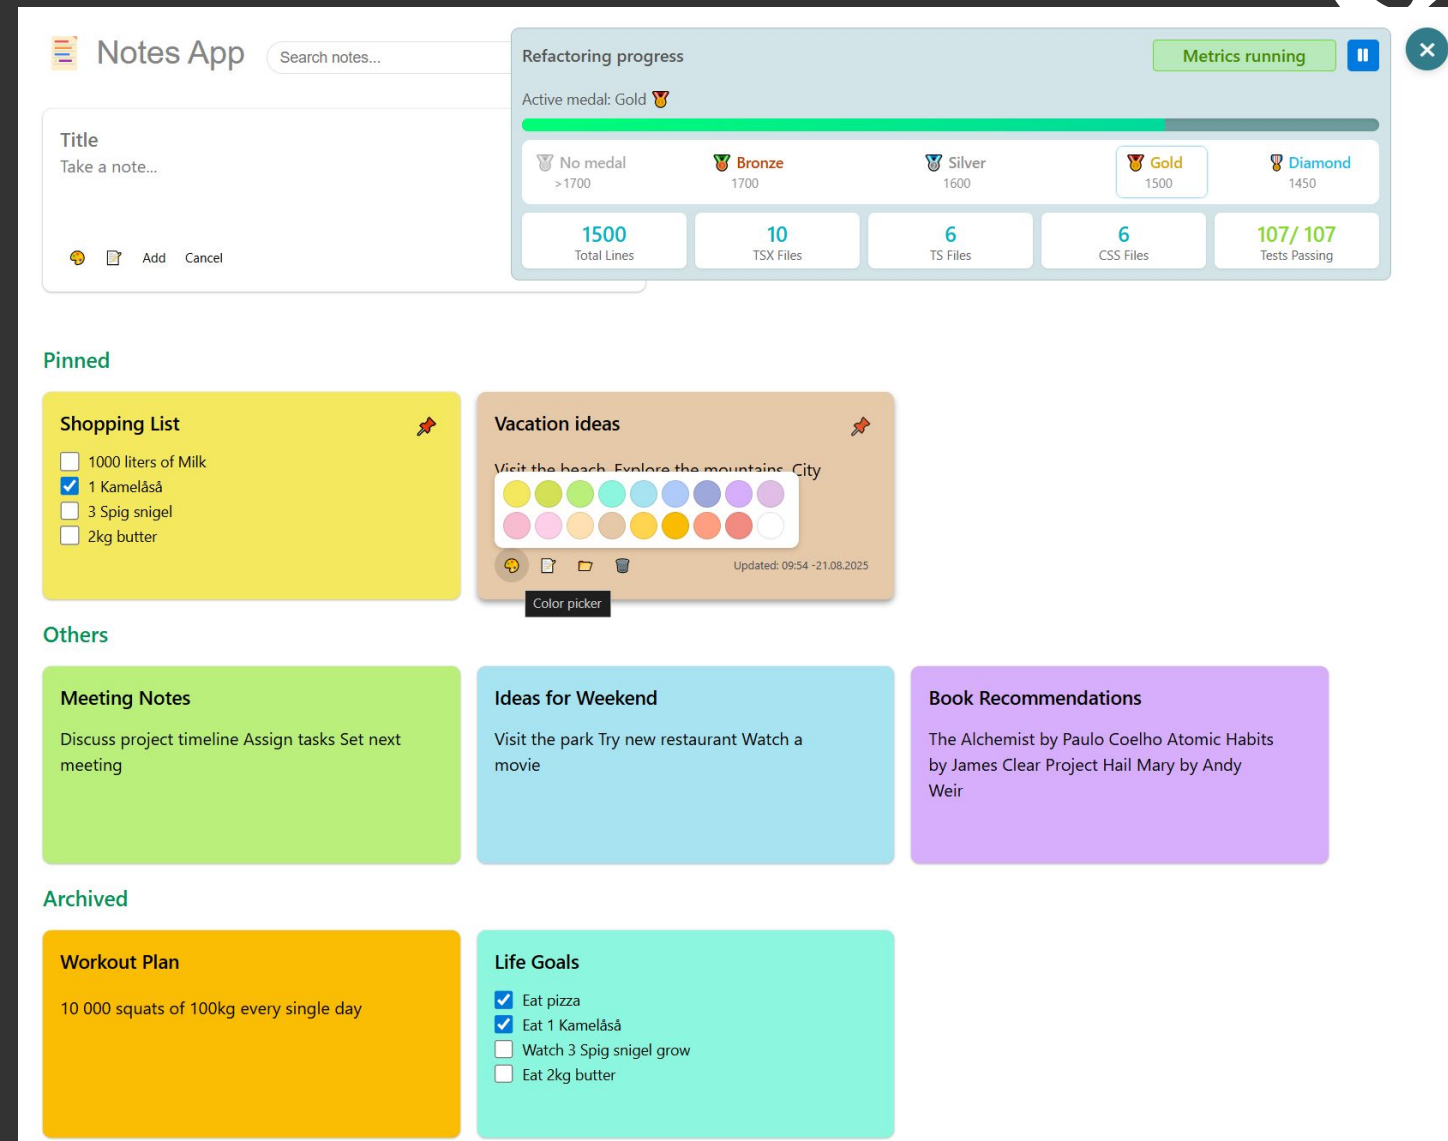 Notes App
Search notes...
Refactoring progress
Metrics running
Active medal: Gold
No medal
>1700
Bronze
1700
Silver
1600
Gold
1500
Diamond
1450
1500
Total Lines
10
TSX Files
6
TS Files
6
CSS Files
107/ 107
Tests Passing
Title
Take a note...
Add
Cancel
Pinned
Shopping List
1000 liters of Milk
1 Kamelåså
3 Spig snigel
2kg butter
Vacation ideas
Visit the beach Explore the mountains City
Updated: 09:54 -21.08.2025
Color picker
Others
Meeting Notes
Discuss project timeline Assign tasks Set next
meeting
Ideas for Weekend
Visit the park Try new restaurant Watch a
movie
Book Recommendations
The Alchemist by Paulo Coelho Atomic Habits
by James Clear Project Hail Mary by Andy
Weir
Archived
Workout Plan
10 000 squats of 100kg every single day
Life Goals
Eat pizza
Eat 1 Kamelåså
Watch 3 Spig snigel grow
Eat 2kg butter